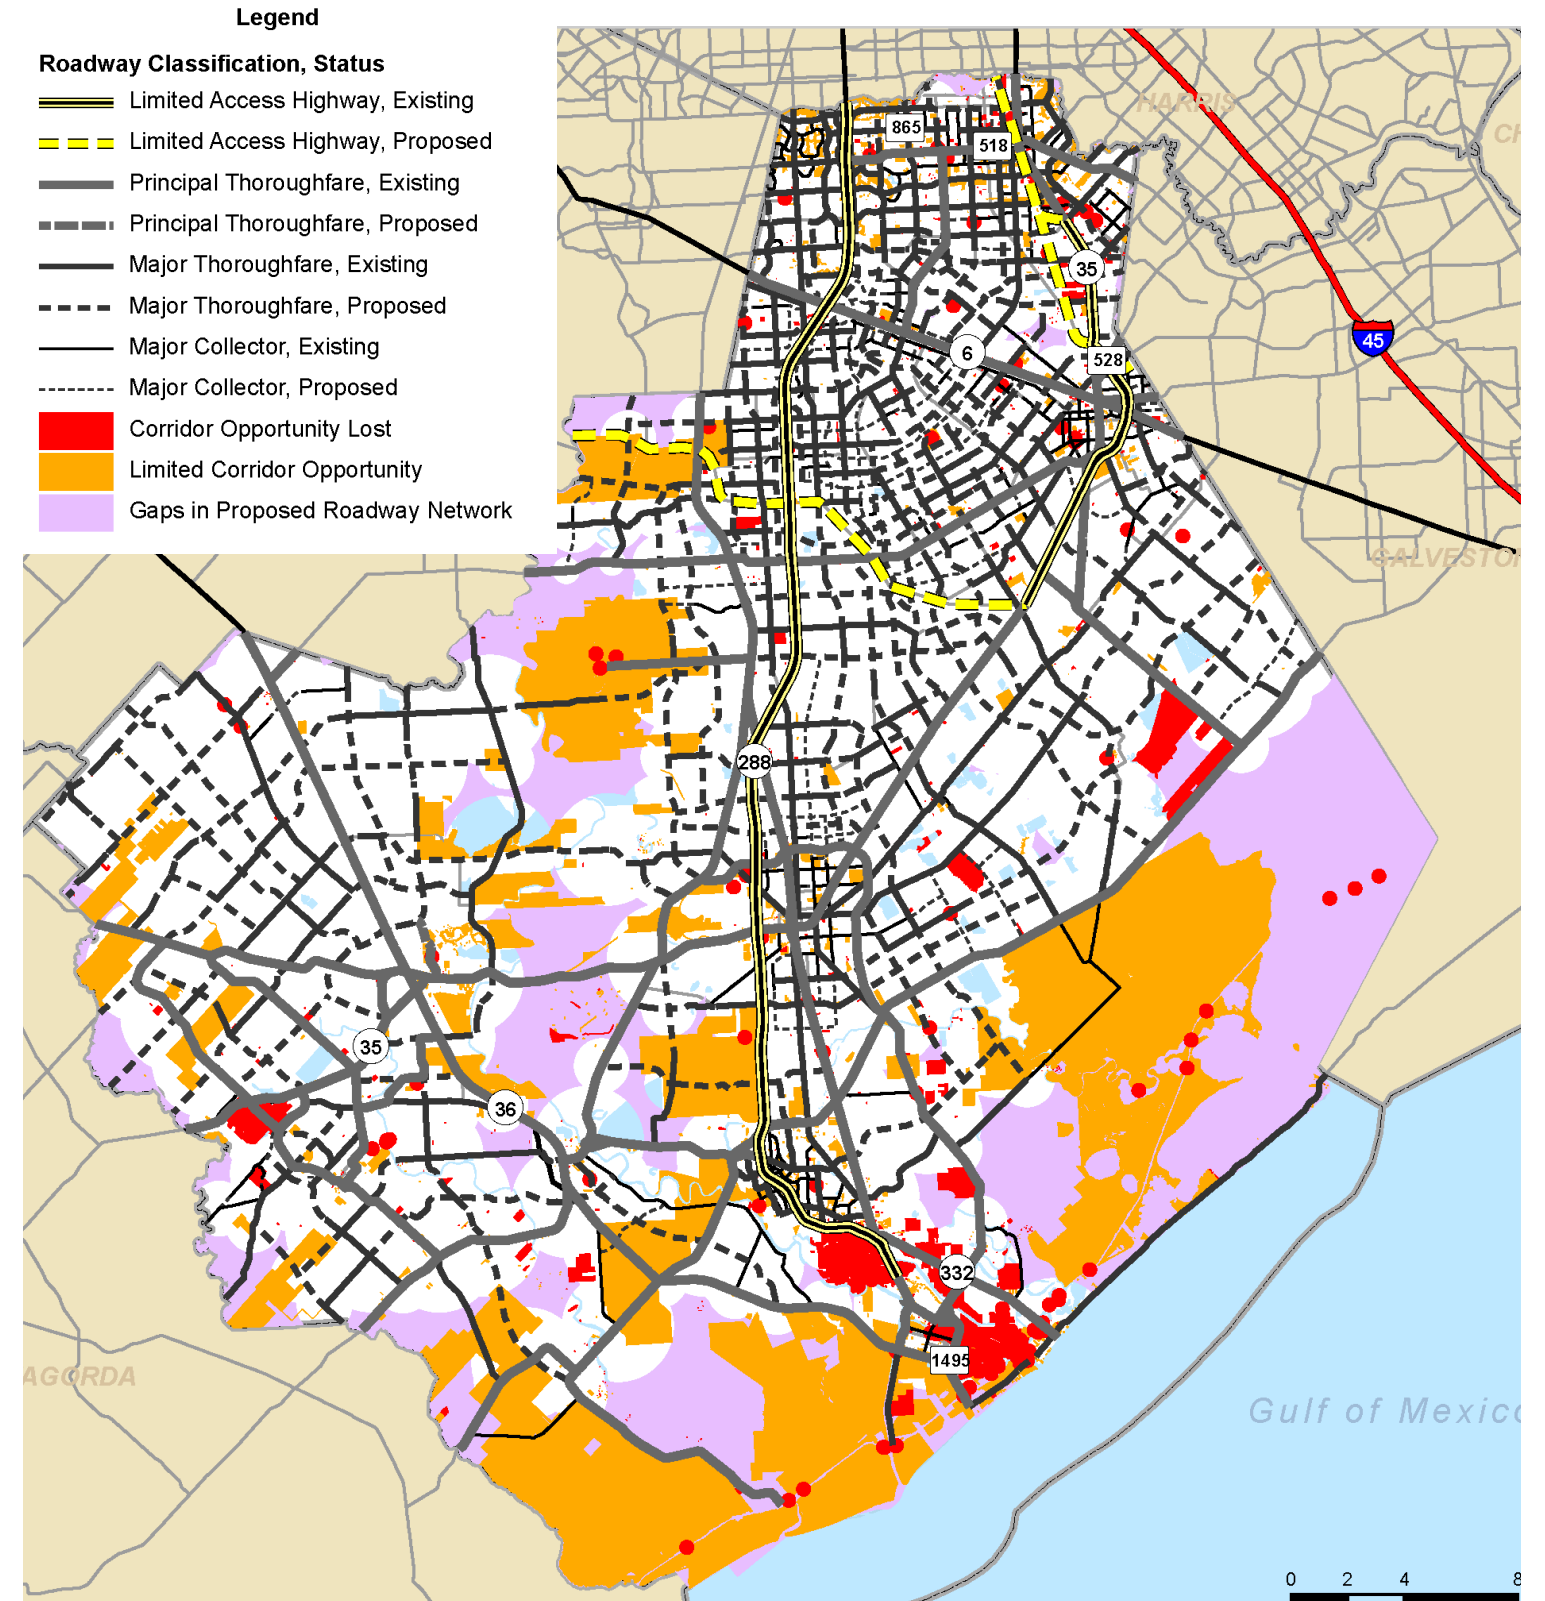 Legend
Roadway Classification, Status
Limited Access Highway, Existing
Limited Access Highway, Proposed
Principal Thoroughfare, Existing
Principal Thoroughfare, Proposed
Major Thoroughfare, Existing
Major Thoroughfare, Proposed
Major Collector, Existing
Major Collector, Proposed
Corridor Opportunity Lost
Limited Corridor Opportunity
Gaps in Proposed Roadway Network
HARRIS
CH
865
518
35
45
6
528
GALVESTON
288
35
36
332
1495
AGORDA
Gulf of Mexico
0 2 4 8